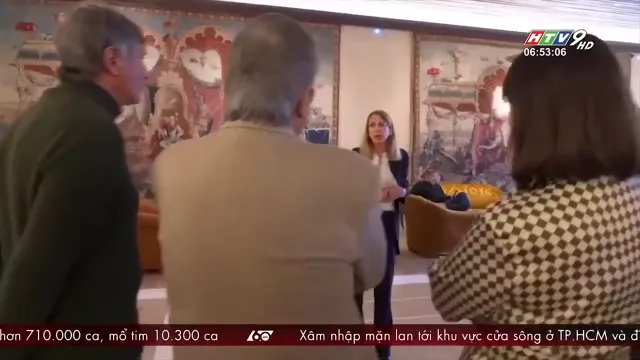 HTV9 HD
06:53:06
hơn 710.000 ca, mổ tim 10.300 ca 60 Xâm nhập mặn lan tới khu vực cửa sông ở TP.HCM và đ